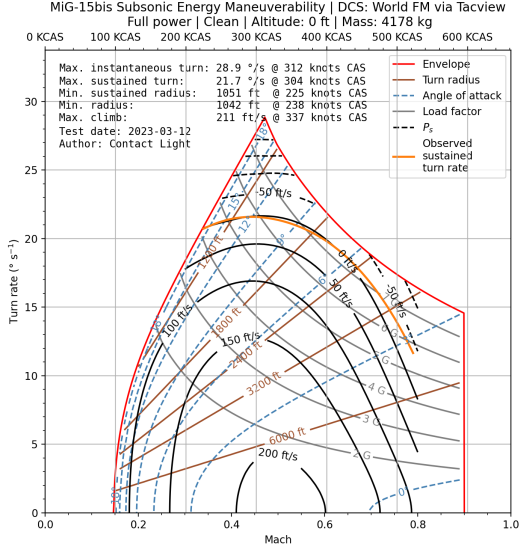 MiG-15bis Subsonic Energy Maneuverability | DCS: World FM via Tacview
Full power | Clean | Altitude: 0 ft | Mass: 4178 kg
0 KCAS 100 KCAS 200 KCAS 300 KCAS 400 KCAS 500 KCAS 600 KCAS
Max. instantaneous turn: 28.9 °/s @ 312 knots CAS
Max. sustained turn: 21.7 °/s @ 304 knots CAS
Min. sustained radius: 1051 ft @ 225 knots CAS
Min. radius: 1042 ft @ 238 knots CAS
Max. climb: 211 ft/s @ 337 knots CAS
Test date: 2023-03-12
Author: Contact Light
Envelope
Turn radius
Angle of attack
Load factor
Ps
Observed
sustained
turn rate
Turn rate (° s⁻¹)
30
25
20
15
10
5
0
18°
-50 ft/s
15
12
9°
1200 ft
0 ft/s
6
50 ft/s
-50 ft/s
100 ft/s
1800 ft
6 G
150 ft/s
2400 ft
3200 ft
4 G
3 G
6000 ft
2 G
200 ft/s
0
0.0 0.2 0.4 0.6 0.8 1.0
Mach